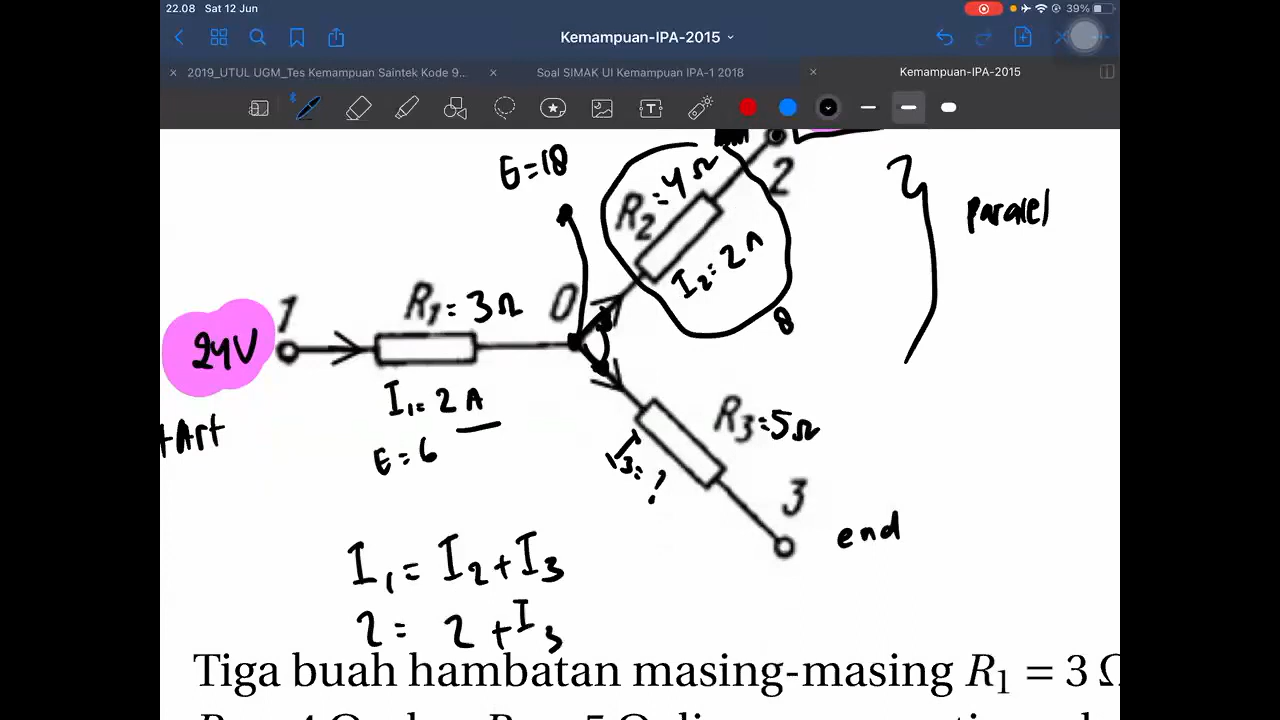 22.08 Sat 12 Jun
39%
Kemampuan-IPA-2015
2019_UTUL UGM_Tes Kemampuan Saintek Kode 9...
Soal SIMAK UI Kemampuan IPA-1 2018
Kemampuan-IPA-2015
E=18
R2=4Ω
2
I2=2A
8
paralel
24V
1
R1=3Ω
0
I1=2A
E=6
R3=5Ω
I3=?
3
end
I1=I2+I3
2=2+I3
Tiga buah hambatan masing-masing R1 = 3 Ω